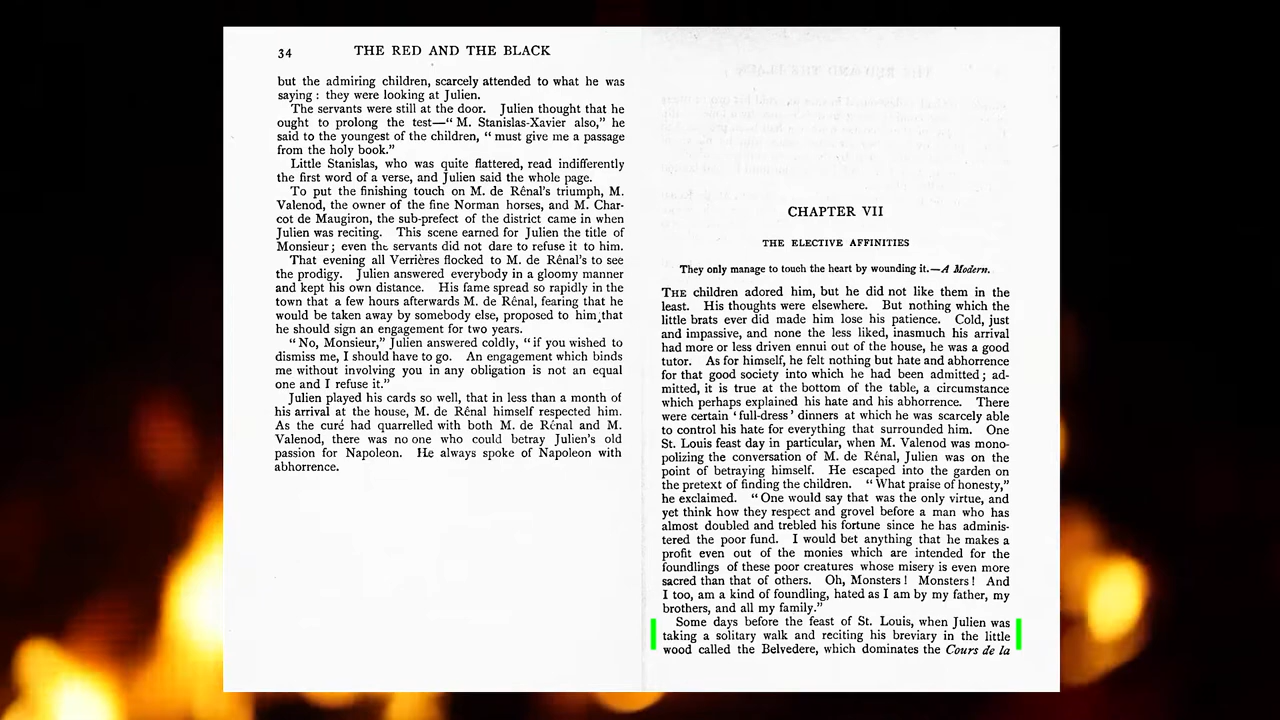 34
THE RED AND THE BLACK
but the admiring children, scarcely attended to what he was
saying : they were looking at Julien.
The servants were still at the door. Julien thought that he
ought to prolong the test—“ M. Stanislas-Xavier also,” he
said to the youngest of the children, “ must give me a passage
from the holy book.”
Little Stanislas, who was quite flattered, read indifferently
the first word of a verse, and Julien said the whole page.
To put the finishing touch on M. de Rênal's triumph, M.
Valenod, the owner of the fine Norman horses, and M. Char-
cot de Maugiron, the sub-prefect of the district came in when
Julien was reciting. This scene earned for Julien the title of
Monsieur ; even the servants did not dare to refuse it to him.
That evening all Verrières flocked to M. de Rênal's to see
the prodigy. Julien answered everybody in a gloomy manner
and kept his own distance. His fame spread so rapidly in the
town that a few hours afterwards M. de Rénal, fearing that he
would be taken away by somebody else, proposed to him that
he should sign an engagement for two years.
“ No, Monsieur,” Julien answered coldly, “ if you wished to
dismiss me, I should have to go. An engagement which binds
me without involving you in any obligation is not an equal
one and I refuse it.”
Julien played his cards so well, that in less than a month of
his arrival at the house, M. de Rênal himself respected him.
As the curé had quarrelled with both M. de Rénal and M.
Valenod, there was no one who could betray Julien's old
passion for Napoleon. He always spoke of Napoleon with
abhorrence.
CHAPTER VII
THE ELECTIVE AFFINITIES
They only manage to touch the heart by wounding it.—A Modern.
THE children adored him, but he did not like them in the
least. His thoughts were elsewhere. But nothing which the
little brats ever did made him lose his patience. Cold, just
and impassive, and none the less liked, inasmuch his arrival
had more or less driven ennui out of the house, he was a good
tutor. As for himself, he felt nothing but hate and abhorrence
for that good society into which he had been admitted ; ad-
mitted, it is true at the bottom of the table, a circumstance
which perhaps explained his hate and his abhorrence. There
were certain ‘ full-dress ’ dinners at which he was scarcely able
to control his hate for everything that surrounded him. One
St. Louis feast day in particular, when M. Valenod was mono-
polizing the conversation of M. de Rénal, Julien was on the
point of betraying himself. He escaped into the garden on
the pretext of finding the children. “ What praise of honesty,”
he exclaimed. “ One would say that was the only virtue, and
yet think how they respect and grovel before a man who has
almost doubled and trebled his fortune since he has adminis-
tered the poor fund. I would bet anything that he makes a
profit even out of the monies which are intended for the
foundlings of these poor creatures whose misery is even more
sacred than that of others. Oh, Monsters ! Monsters ! And
I too, am a kind of foundling, hated as I am by my father, my
brothers, and all my family.”
Some days before the feast of St. Louis, when Julien was
taking a solitary walk and reciting his breviary in the little
wood called the Belvedere, which dominates the Cours de la